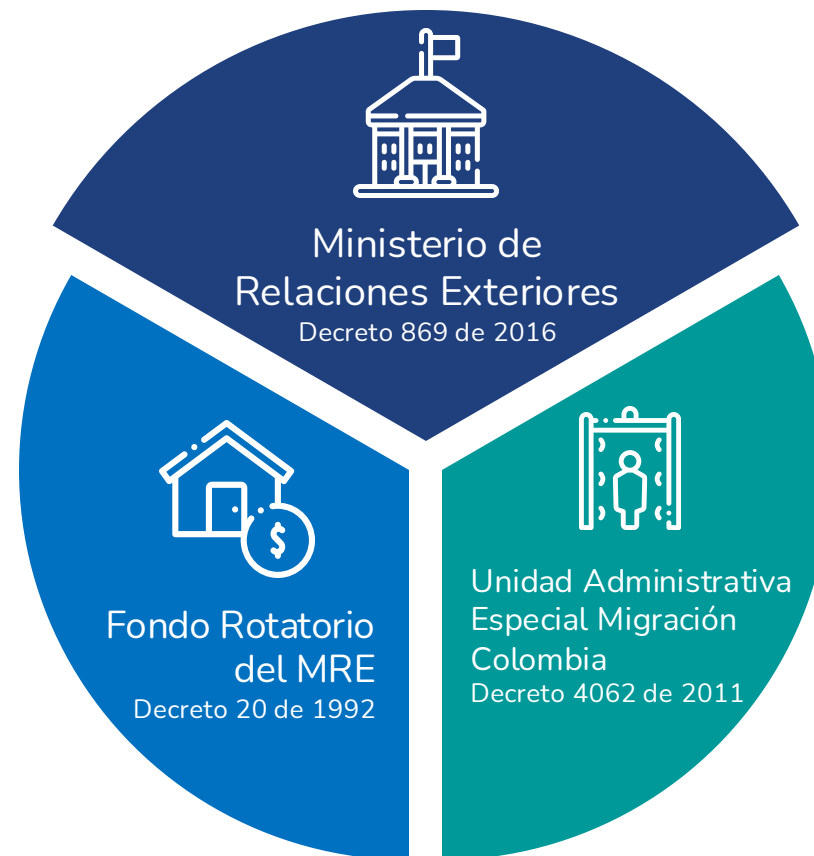 Ministerio de
Relaciones Exteriores
Decreto 869 de 2016
$
Fondo Rotatorio
del MRE
Decreto 20 de 1992
Unidad Administrativa
Especial Migración
Colombia
Decreto 4062 de 2011